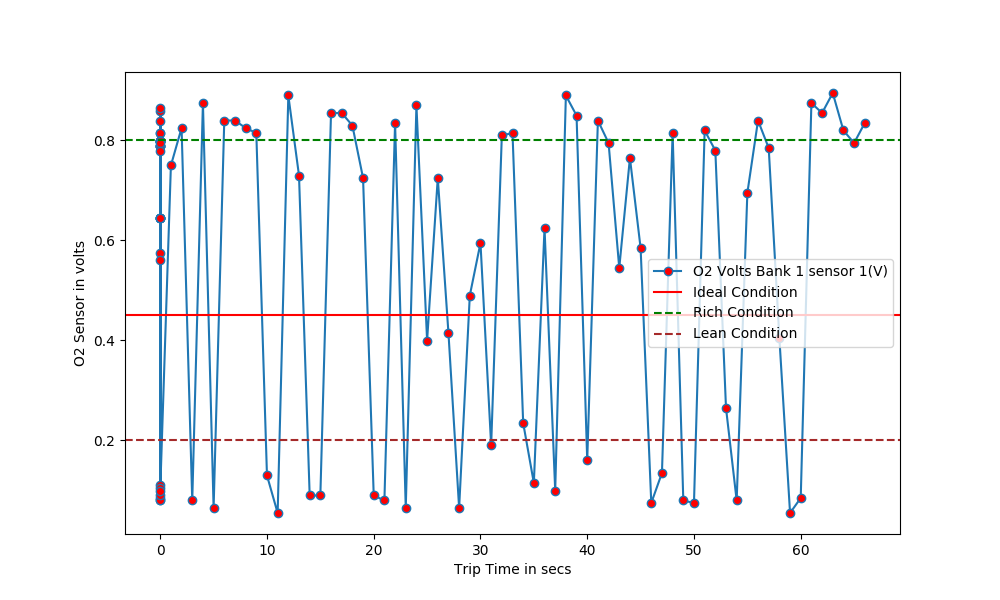 0.8
0.6
0.4
0.2
O2 Sensor in volts
O2 Volts Bank 1 sensor 1(V)
Ideal Condition
Rich Condition
Lean Condition
0 10 20 30 40 50 60
Trip Time in secs